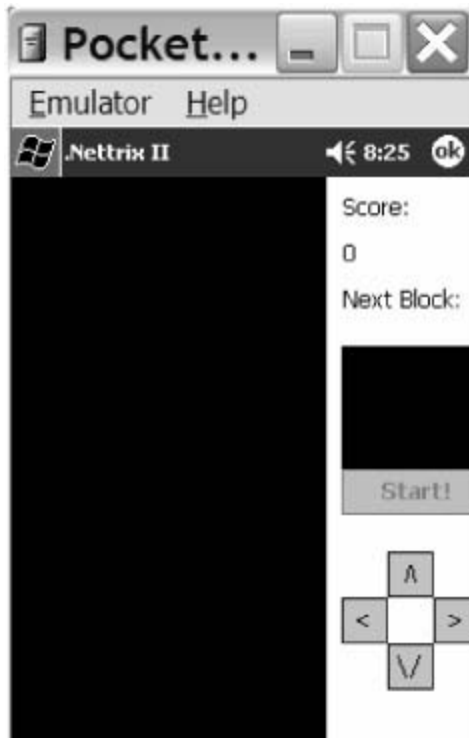 Pocket...
Emulator Help
.Nettrix II 8:25 ok
Score:
0
Next Block:
Start!
/\
< >
\/